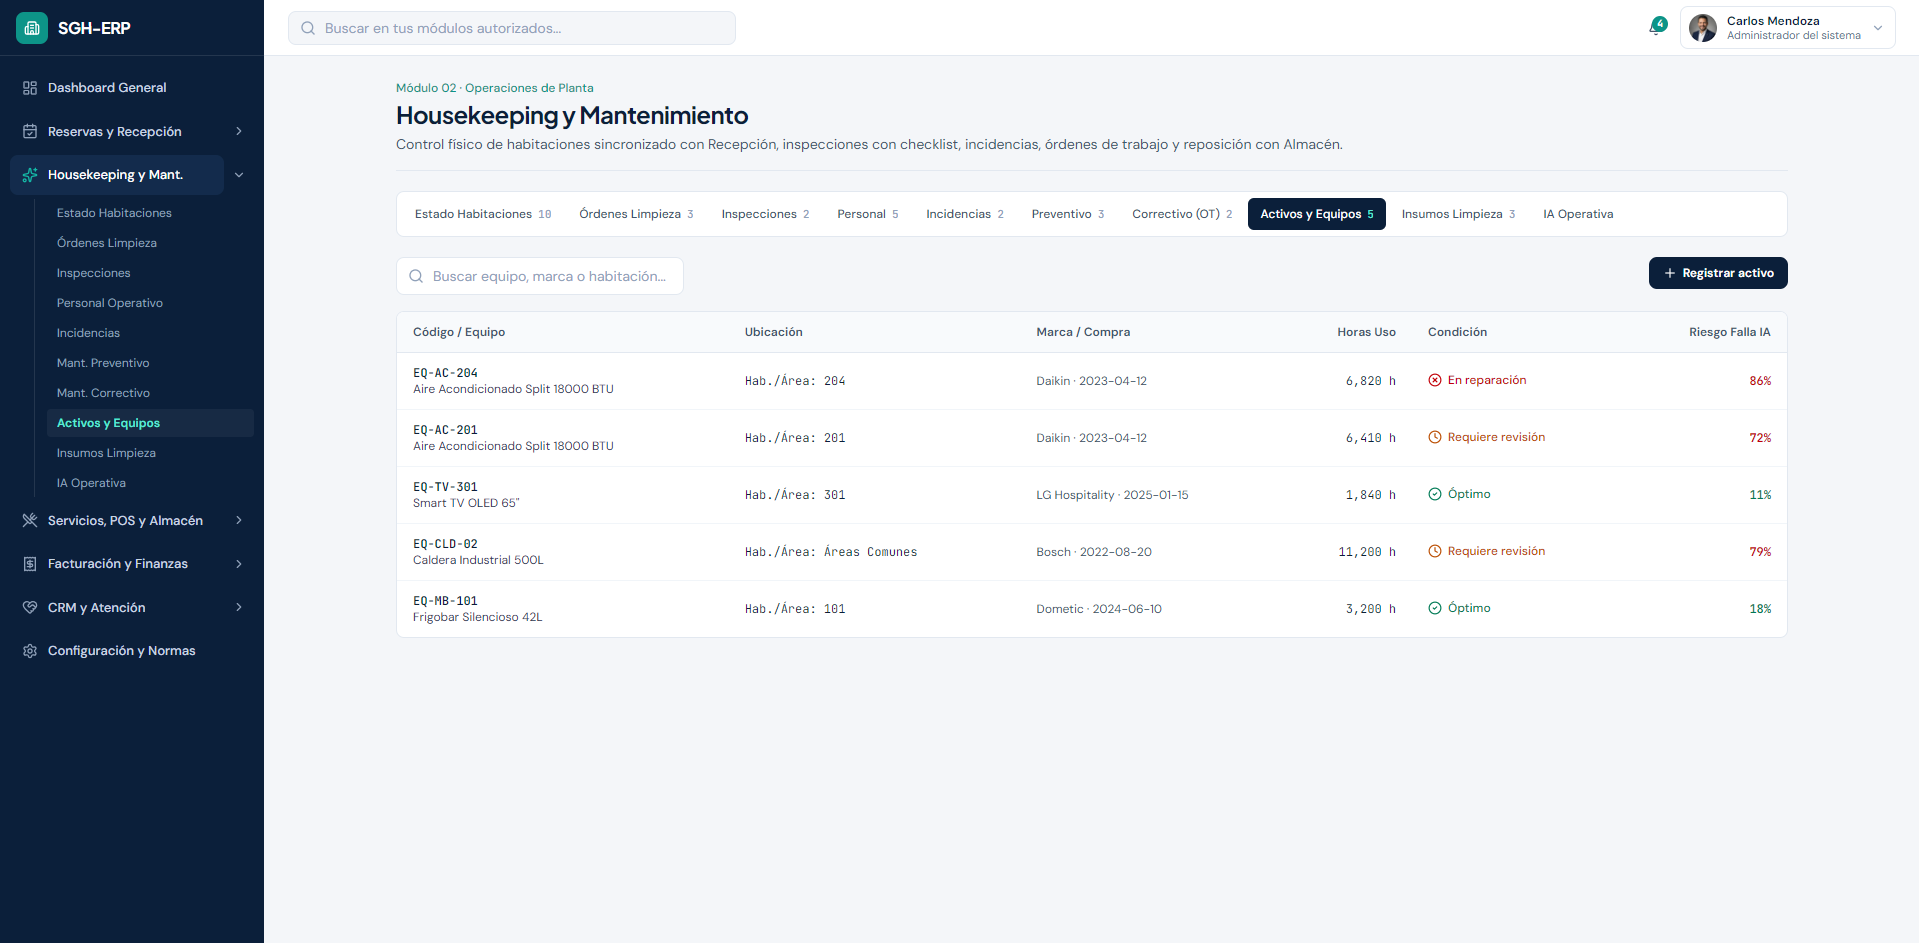 SGH-ERP
Buscar en tus módulos autorizados...
4
Carlos Mendoza
Administrador del sistema
Dashboard General
Reservas y Recepción
Housekeeping y Mant.
Estado Habitaciones
Órdenes Limpieza
Inspecciones
Personal Operativo
Incidencias
Mant. Preventivo
Mant. Correctivo
Activos y Equipos
Insumos Limpieza
IA Operativa
Servicios, POS y Almacén
Facturación y Finanzas
CRM y Atención
Configuración y Normas
Módulo 02 · Operaciones de Planta
Housekeeping y Mantenimiento
Control físico de habitaciones sincronizado con Recepción, inspecciones con checklist, incidencias, órdenes de trabajo y reposición con Almacén.
Estado Habitaciones 10 Órdenes Limpieza 3 Inspecciones 2 Personal 5 Incidencias 2 Preventivo 3 Correctivo (OT) 2 Activos y Equipos 5 Insumos Limpieza 3 IA Operativa
Buscar equipo, marca o habitación...
Registrar activo
Código / Equipo Ubicación Marca / Compra Horas Uso Condición Riesgo Falla IA
EQ-AC-204
Aire Acondicionado Split 18000 BTU
Hab./Área: 204 Daikin · 2023-04-12 6,820 h En reparación 86%
EQ-AC-201
Aire Acondicionado Split 18000 BTU
Hab./Área: 201 Daikin · 2023-04-12 6,410 h Requiere revisión 72%
EQ-TV-301
Smart TV OLED 65"
Hab./Área: 301 LG Hospitality · 2025-01-15 1,840 h Óptimo 11%
EQ-CLD-02
Caldera Industrial 500L
Hab./Área: Áreas Comunes Bosch · 2022-08-20 11,200 h Requiere revisión 79%
EQ-MB-101
Frigobar Silencioso 42L
Hab./Área: 101 Dometic · 2024-06-10 3,200 h Óptimo 18%